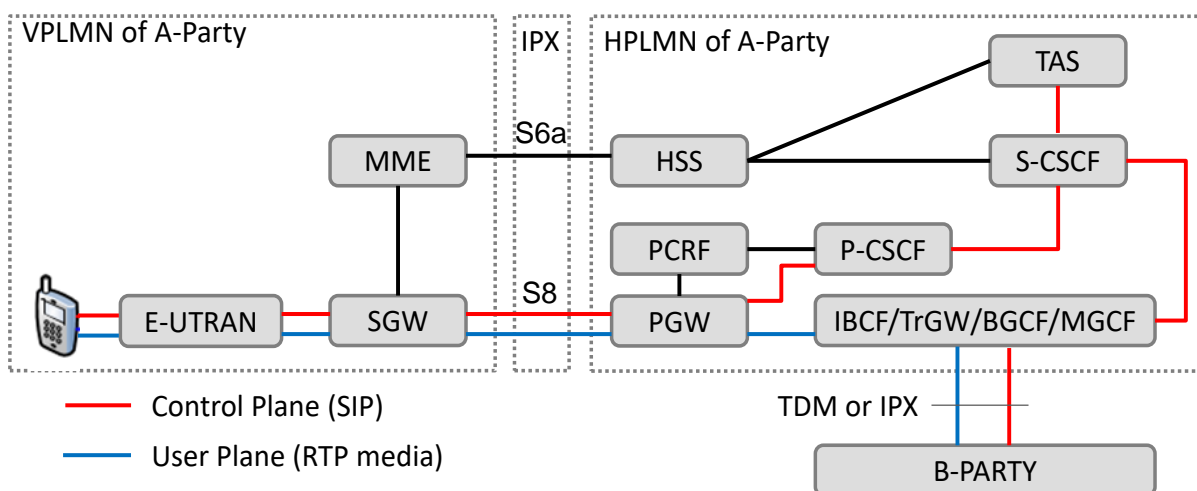 VPLMN of A-Party
IPX
HPLMN of A-Party
TAS
S6a
MME
HSS
S-CSCF
PCRF
P-CSCF
S8
E-UTRAN
SGW
PGW
IBCF/TrGW/BGCF/MGCF
Control Plane (SIP)
TDM or IPX
User Plane (RTP media)
B-PARTY